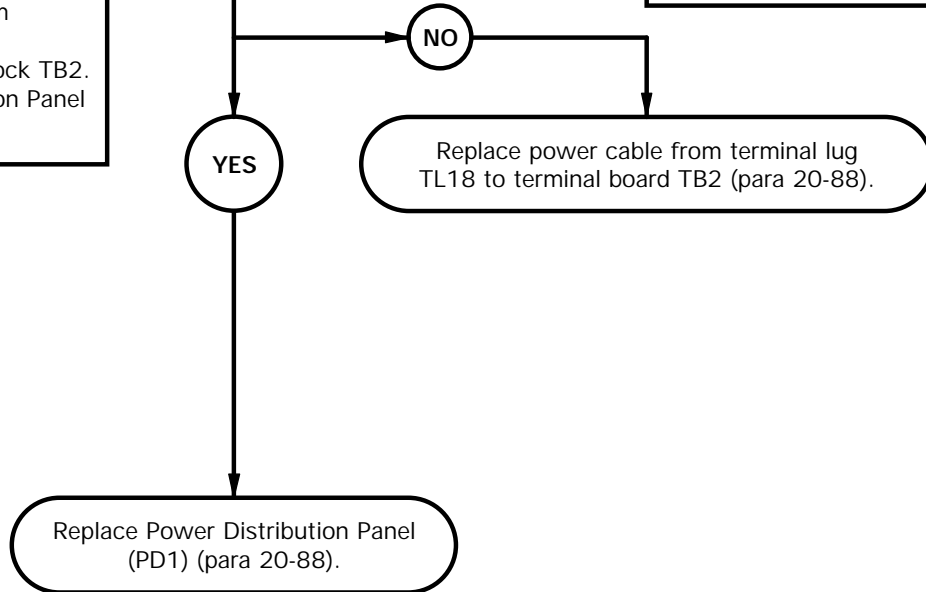 ock TB2.
on Panel
NO
YES
Replace power cable from terminal lug
TL18 to terminal board TB2 (para 20-88).
Replace Power Distribution Panel
(PD1) (para 20-88).